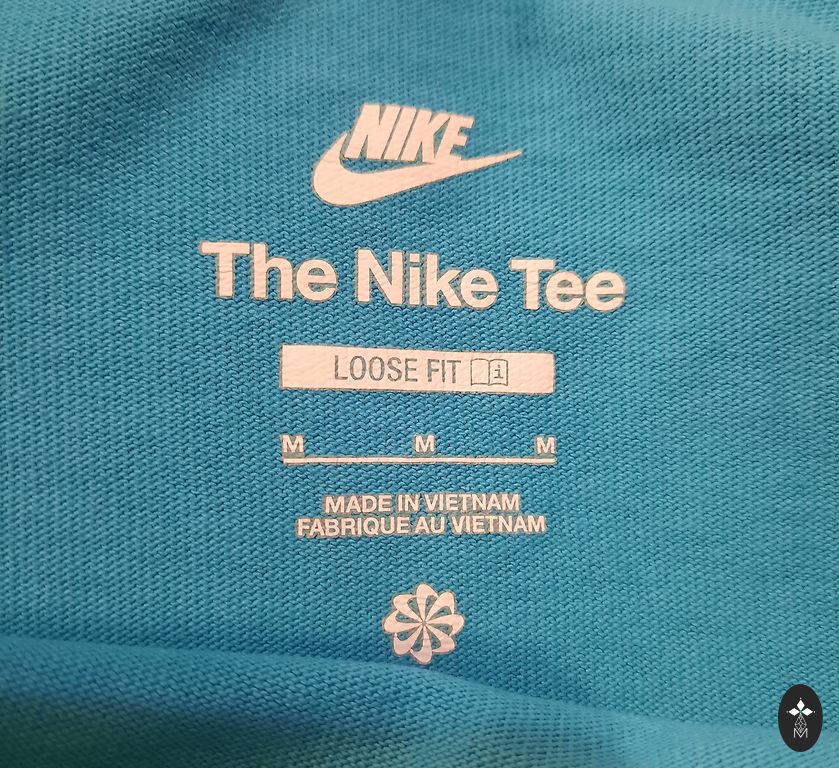 NIKE
The Nike Tee
LOOSE FIT i
M M M
MADE IN VIETNAM
FABRIQUE AU VIETNAM
M